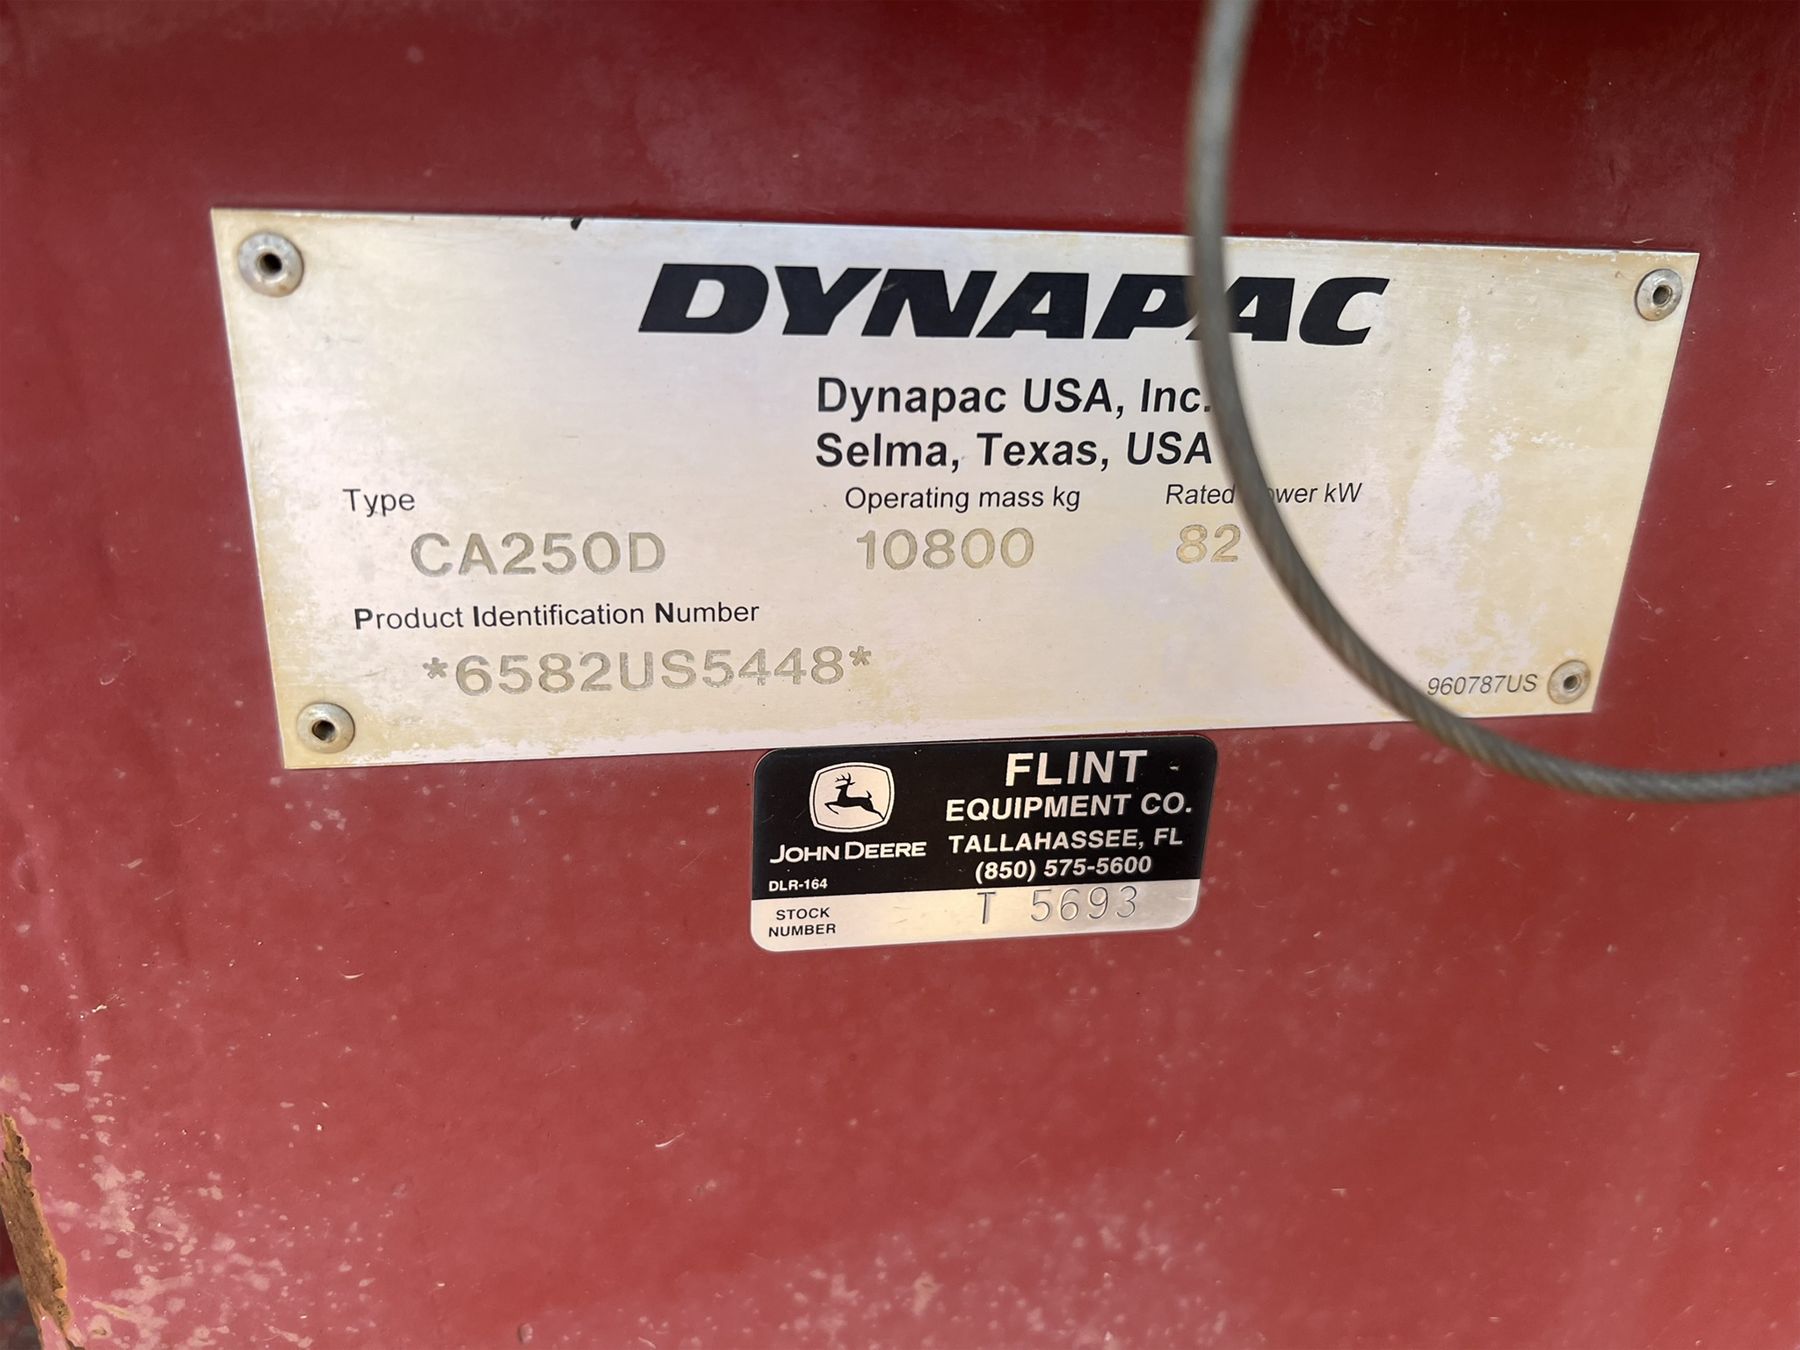 DYNAPAC
Dynapac USA, Inc.
Selma, Texas, USA
Type
Operating mass kg
Rated Power kW
CA250D
10800
82
Product Identification Number
*6582US5448*
960787US
FLINT
EQUIPMENT CO.
TALLAHASSEE, FL
(850) 575-5600
JOHN DEERE
DLR-164
STOCK
NUMBER
T 5693